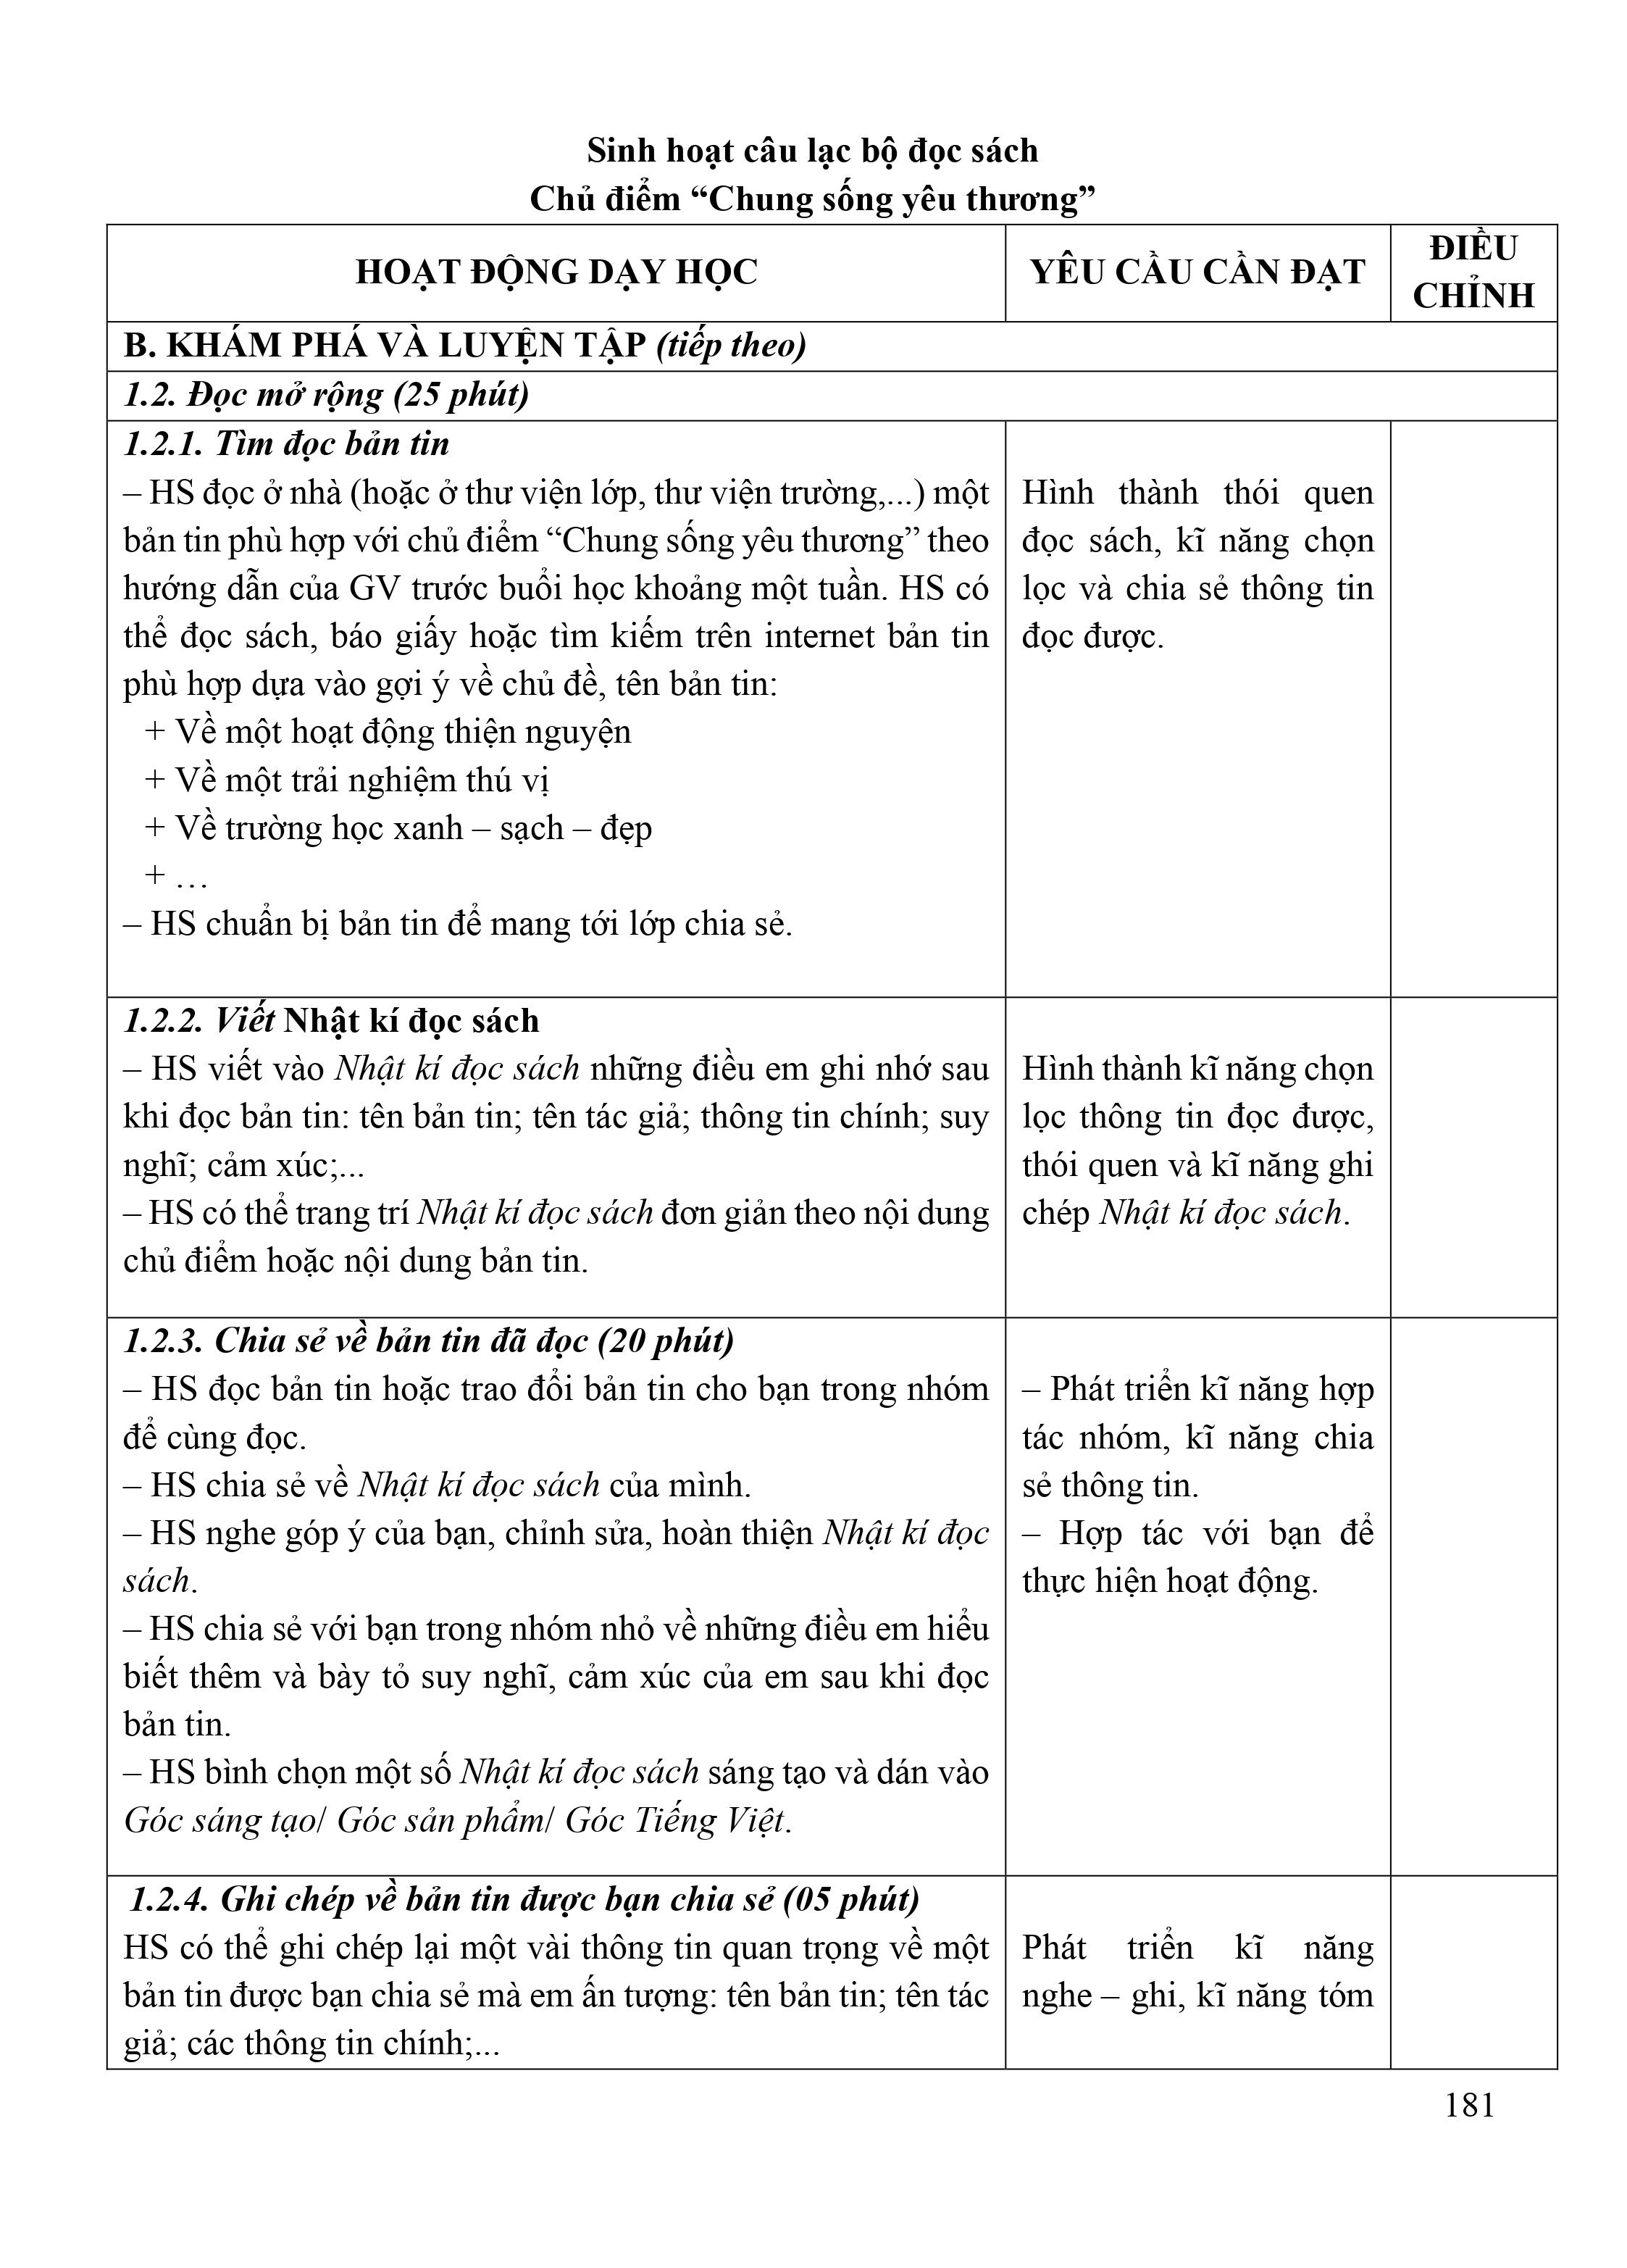 Sinh hoạt câu lạc bộ đọc sách
Chủ điểm “Chung sống yêu thương”
HOẠT ĐỘNG DẠY HỌC
YÊU CẦU CẦN ĐẠT
ĐIỀU
CHỈNH
B. KHÁM PHÁ VÀ LUYỆN TẬP (tiếp theo)
1.2. Đọc mở rộng (25 phút)
1.2.1. Tìm đọc bản tin
– HS đọc ở nhà (hoặc ở thư viện lớp, thư viện trường,...) một
bản tin phù hợp với chủ điểm “Chung sống yêu thương” theo
hướng dẫn của GV trước buổi học khoảng một tuần. HS có
thể đọc sách, báo giấy hoặc tìm kiếm trên internet bản tin
phù hợp dựa vào gợi ý về chủ đề, tên bản tin:
+ Về một hoạt động thiện nguyện
+ Về một trải nghiệm thú vị
+ Về trường học xanh – sạch – đẹp
+ …
– HS chuẩn bị bản tin để mang tới lớp chia sẻ.
Hình thành thói quen
đọc sách, kĩ năng chọn
lọc và chia sẻ thông tin
đọc được.
1.2.2. Viết Nhật kí đọc sách
– HS viết vào Nhật kí đọc sách những điều em ghi nhớ sau
khi đọc bản tin: tên bản tin; tên tác giả; thông tin chính; suy
nghĩ; cảm xúc;...
– HS có thể trang trí Nhật kí đọc sách đơn giản theo nội dung
chủ điểm hoặc nội dung bản tin.
Hình thành kĩ năng chọn
lọc thông tin đọc được,
thói quen và kĩ năng ghi
chép Nhật kí đọc sách.
1.2.3. Chia sẻ về bản tin đã đọc (20 phút)
– HS đọc bản tin hoặc trao đổi bản tin cho bạn trong nhóm
để cùng đọc.
– HS chia sẻ về Nhật kí đọc sách của mình.
– HS nghe góp ý của bạn, chỉnh sửa, hoàn thiện Nhật kí đọc
sách.
– HS chia sẻ với bạn trong nhóm nhỏ về những điều em hiểu
biết thêm và bày tỏ suy nghĩ, cảm xúc của em sau khi đọc
bản tin.
– HS bình chọn một số Nhật kí đọc sách sáng tạo và dán vào
Góc sáng tạo/ Góc sản phẩm/ Góc Tiếng Việt.
– Phát triển kĩ năng hợp
tác nhóm, kĩ năng chia
sẻ thông tin.
– Hợp tác với bạn để
thực hiện hoạt động.
1.2.4. Ghi chép về bản tin được bạn chia sẻ (05 phút)
HS có thể ghi chép lại một vài thông tin quan trọng về một
bản tin được bạn chia sẻ mà em ấn tượng: tên bản tin; tên tác
giả; các thông tin chính;...
Phát triển kĩ năng
nghe – ghi, kĩ năng tóm
181